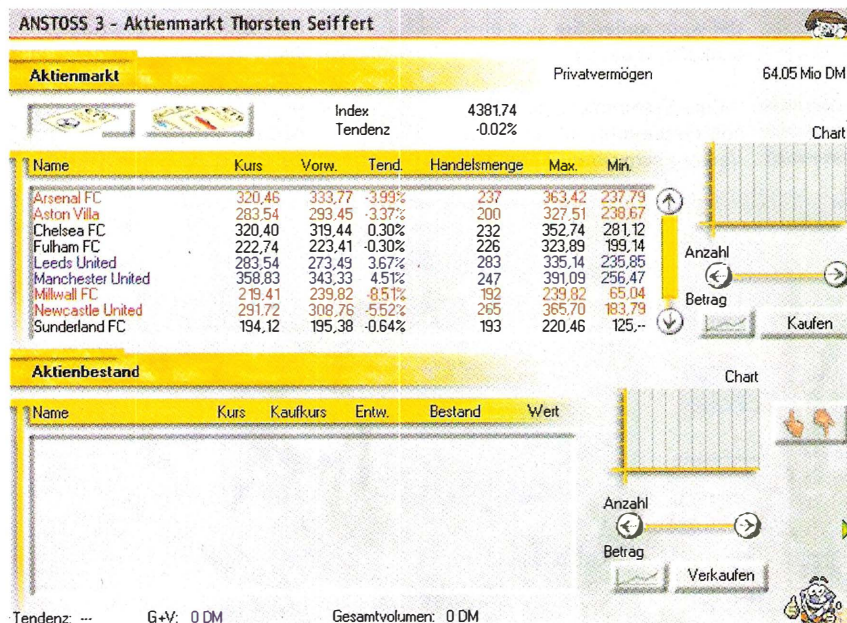 ANSTOSS 3 - Aktienmarkt Thorsten Seiffert
Aktienmarkt Privatvermögen 64.05 Mio DM
Index 4381.74
Tendenz -0.02%
Chart
Name Kurs Vorw. Tend. Handelsmenge Max. Min.
Arsenal FC 320,46 333,77 -3.99% 237 363,42 237,79
Aston Villa 283,54 293,45 -3.37% 200 327,51 238,67
Chelsea FC 320,40 319,44 0.30% 232 352,74 281,12
Fulham FC 222,74 223,41 -0.30% 226 323,89 199,14
Leeds United 283,54 273,49 3.67% 283 335,14 235,85
Manchester United 358,83 343,33 4.51% 247 391,09 256,47
Millwall FC 219,41 239,82 -8.51% 192 239,82 65,04
Newcastle United 291,72 308,76 -5.52% 265 365,70 183,79
Sunderland FC 194,12 195,38 -0.64% 193 220,46 125,--
Anzahl
Betrag
Kaufen
Aktienbestand
Chart
Name Kurs Kaufkurs Entw. Bestand Wert
Anzahl
Betrag
Verkaufen
Tendenz: --- G+V: 0 DM Gesamtvolumen: 0 DM